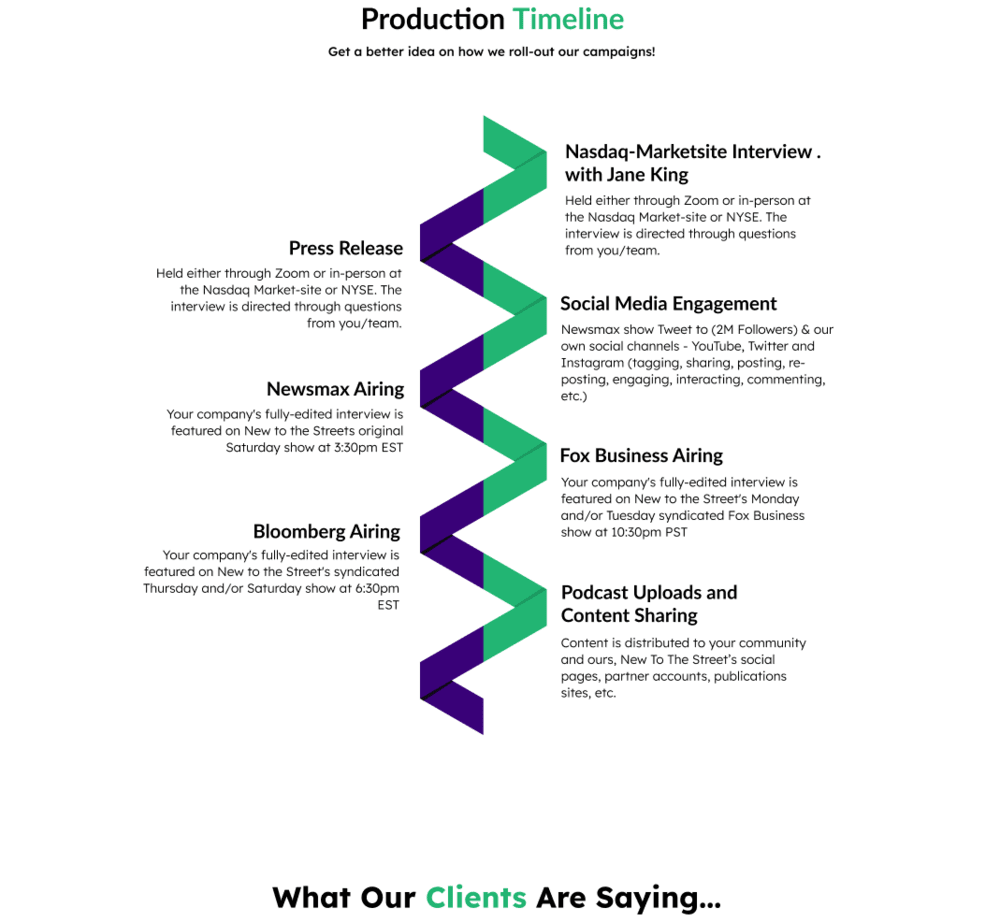 Production Timeline
Get a better idea on how we roll-out our campaigns!
Nasdaq-Marketsite Interview .
with Jane King
Held either through Zoom or in-person at
the Nasdaq Market-site or NYSE. The
interview is directed through questions
from you/team.
Press Release
Held either through Zoom or in-person at
the Nasdaq Market-site or NYSE. The
interview is directed through questions
from you/team.
Social Media Engagement
Newsmax show Tweet to (2M Followers) & our
own social channels - YouTube, Twitter and
Instagram (tagging, sharing, posting, re-
posting, engaging, interacting, commenting,
etc.)
Newsmax Airing
Your company's fully-edited interview is
featured on New to the Streets original
Saturday show at 3:30pm EST
Fox Business Airing
Your company's fully-edited interview is
featured on New to the Street's Monday
and/or Tuesday syndicated Fox Business
show at 10:30pm PST
Bloomberg Airing
Your company's fully-edited interview is
featured on New to the Street's syndicated
Thursday and/or Saturday show at 6:30pm
EST
Podcast Uploads and
Content Sharing
Content is distributed to your community
and ours, New To The Street's social
pages, partner accounts, publications
sites, etc.
What Our Clients Are Saying...